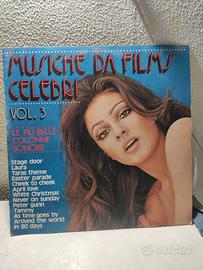 MUSICHE DA FILMS
CELEBRI
VOL. 3
LE PIÙ BELLE
COLONNE
SONORE
Stage door
Laura
Taras theme
Easter parade
Cheek to cheek
April love
White Christmas
Never on sunday
Peter gunn
Tammy
As time goes by
Around the world
in 80 days
subito